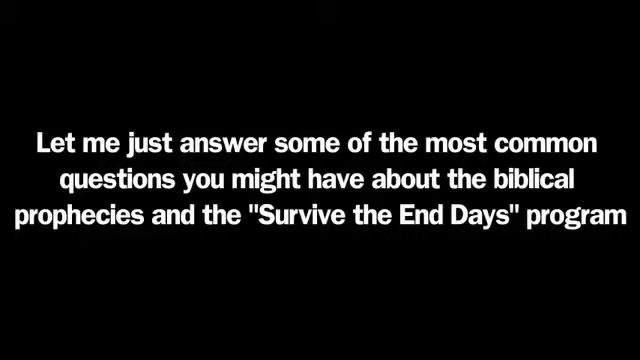 Let me just answer some of the most common
questions you might have about the biblical
prophecies and the "Survive the End Days" program